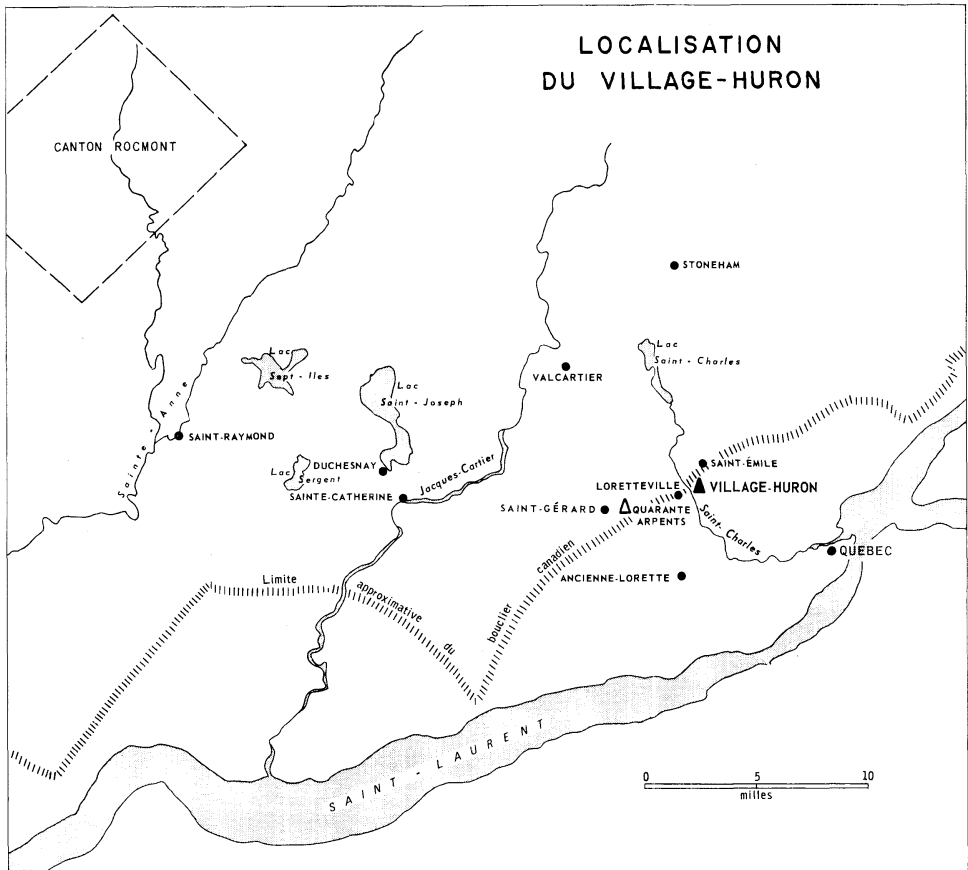 LOCALISATION
DU VILLAGE-HURON
CANTON ROCMONT
STONEHAM
Lac
Saint-Charles
Lac
Sept-Iles
Lac
Saint-Joseph
VALCARTIER
Sainte-Anne
SAINT-RAYMOND
Lac
Sergent
DUCHESNAY
SAINTE-CATHERINE
Jacques-Cartier
SAINT-ÉMILE
LORETTEVILLE
VILLAGE-HURON
SAINT-GÉRARD
QUARANTE
ARPENTS
Saint-Charles
QUÉBEC
ANCIENNE-LORETTE
Limite
approximative
du
bouclier
canadien
SAINT-LAURENT
0 5 10
milles